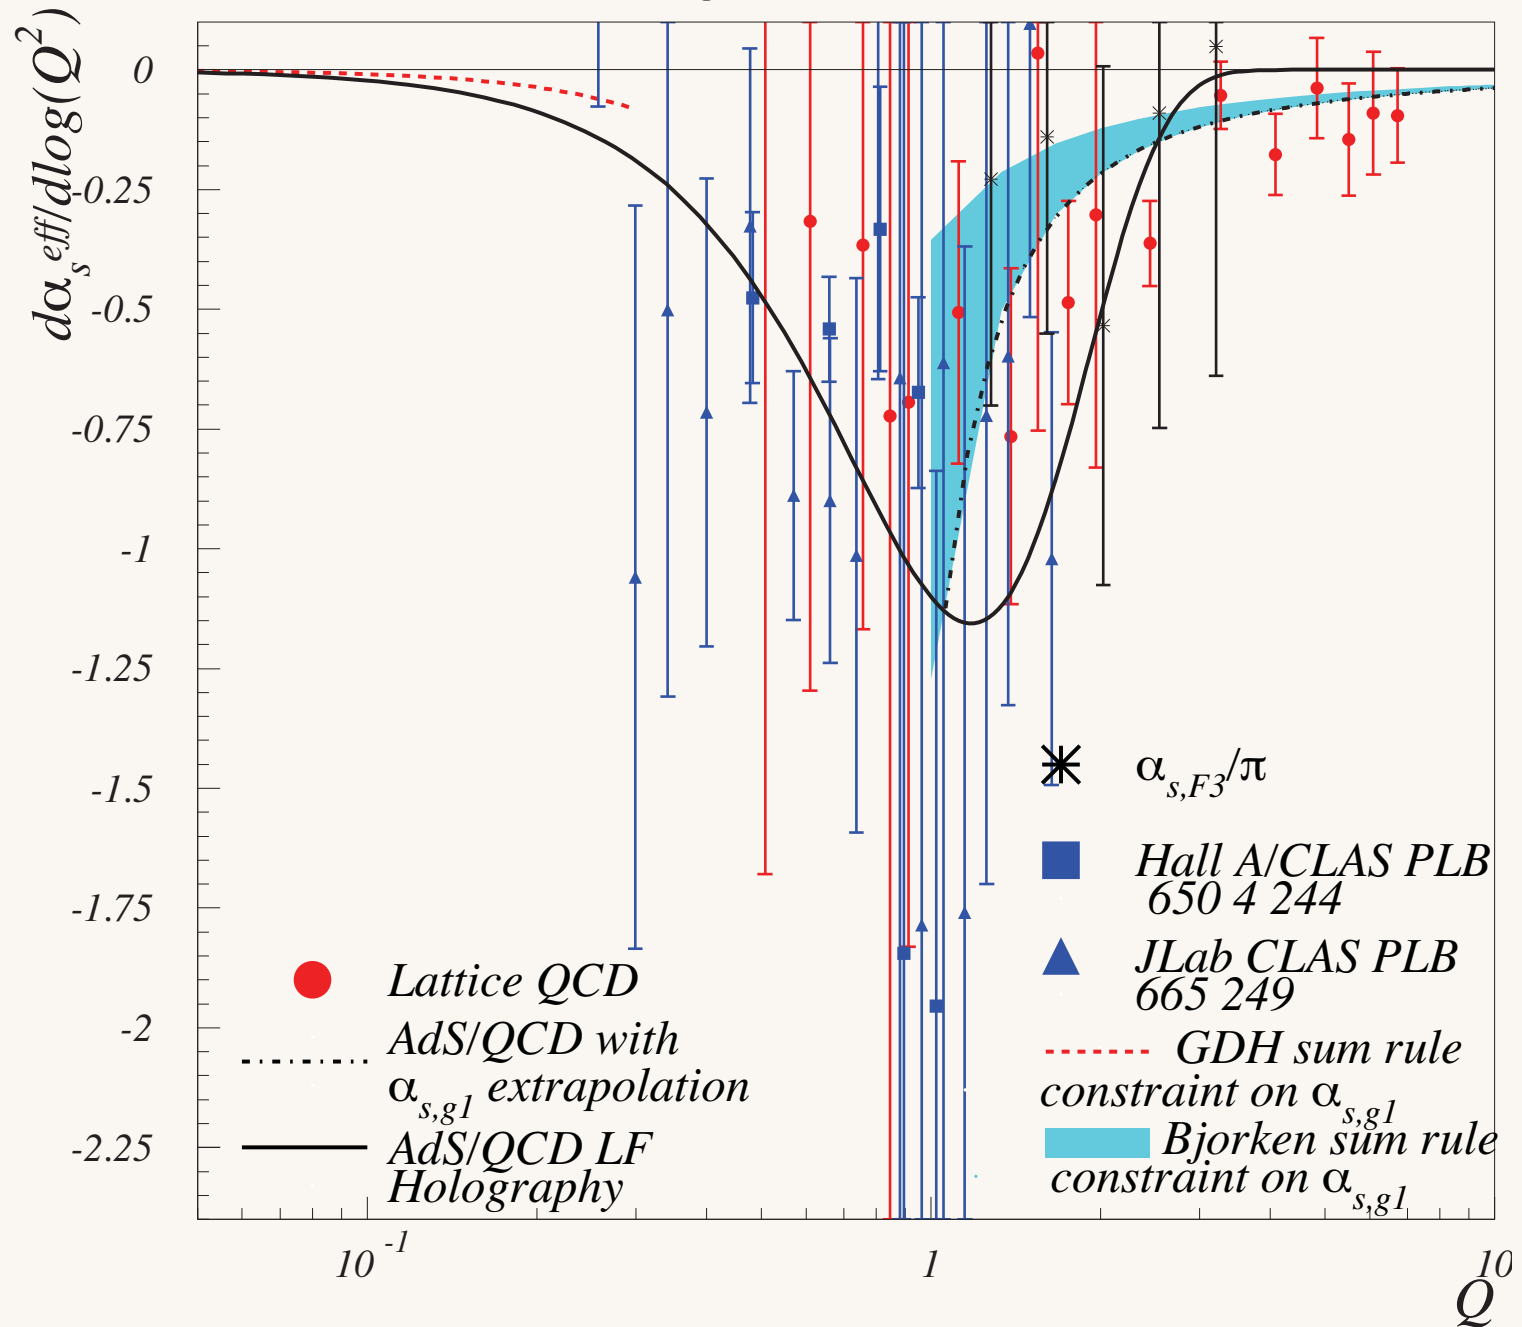 dα_s^eff/dlog(Q²)
0
-0.25
-0.5
-0.75
-1
-1.25
-1.5
-1.75
-2
-2.25
α_s,F3/π
Hall A/CLAS PLB
650 4 244
JLab CLAS PLB
665 249
GDH sum rule
constraint on α_s,g1
Bjorken sum rule
constraint on α_s,g1
Lattice QCD
AdS/QCD with
α_s,g1 extrapolation
AdS/QCD LF
Holography
10^-1
1
10
Q